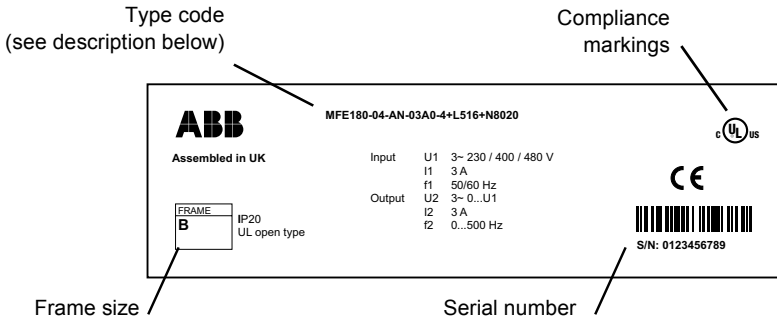 Type code
(see description below)
Compliance
markings
ABB
MFE180-04-AN-03A0-4+L516+N8020
C UL US
Assembled in UK
Input U1 3~ 230 / 400 / 480 V
I1 3 A
f1 50/60 Hz
Output U2 3~ 0...U1
I2 3 A
f2 0...500 Hz
CE
FRAME
B
IP20
UL open type
S/N: 0123456789
Frame size
Serial number